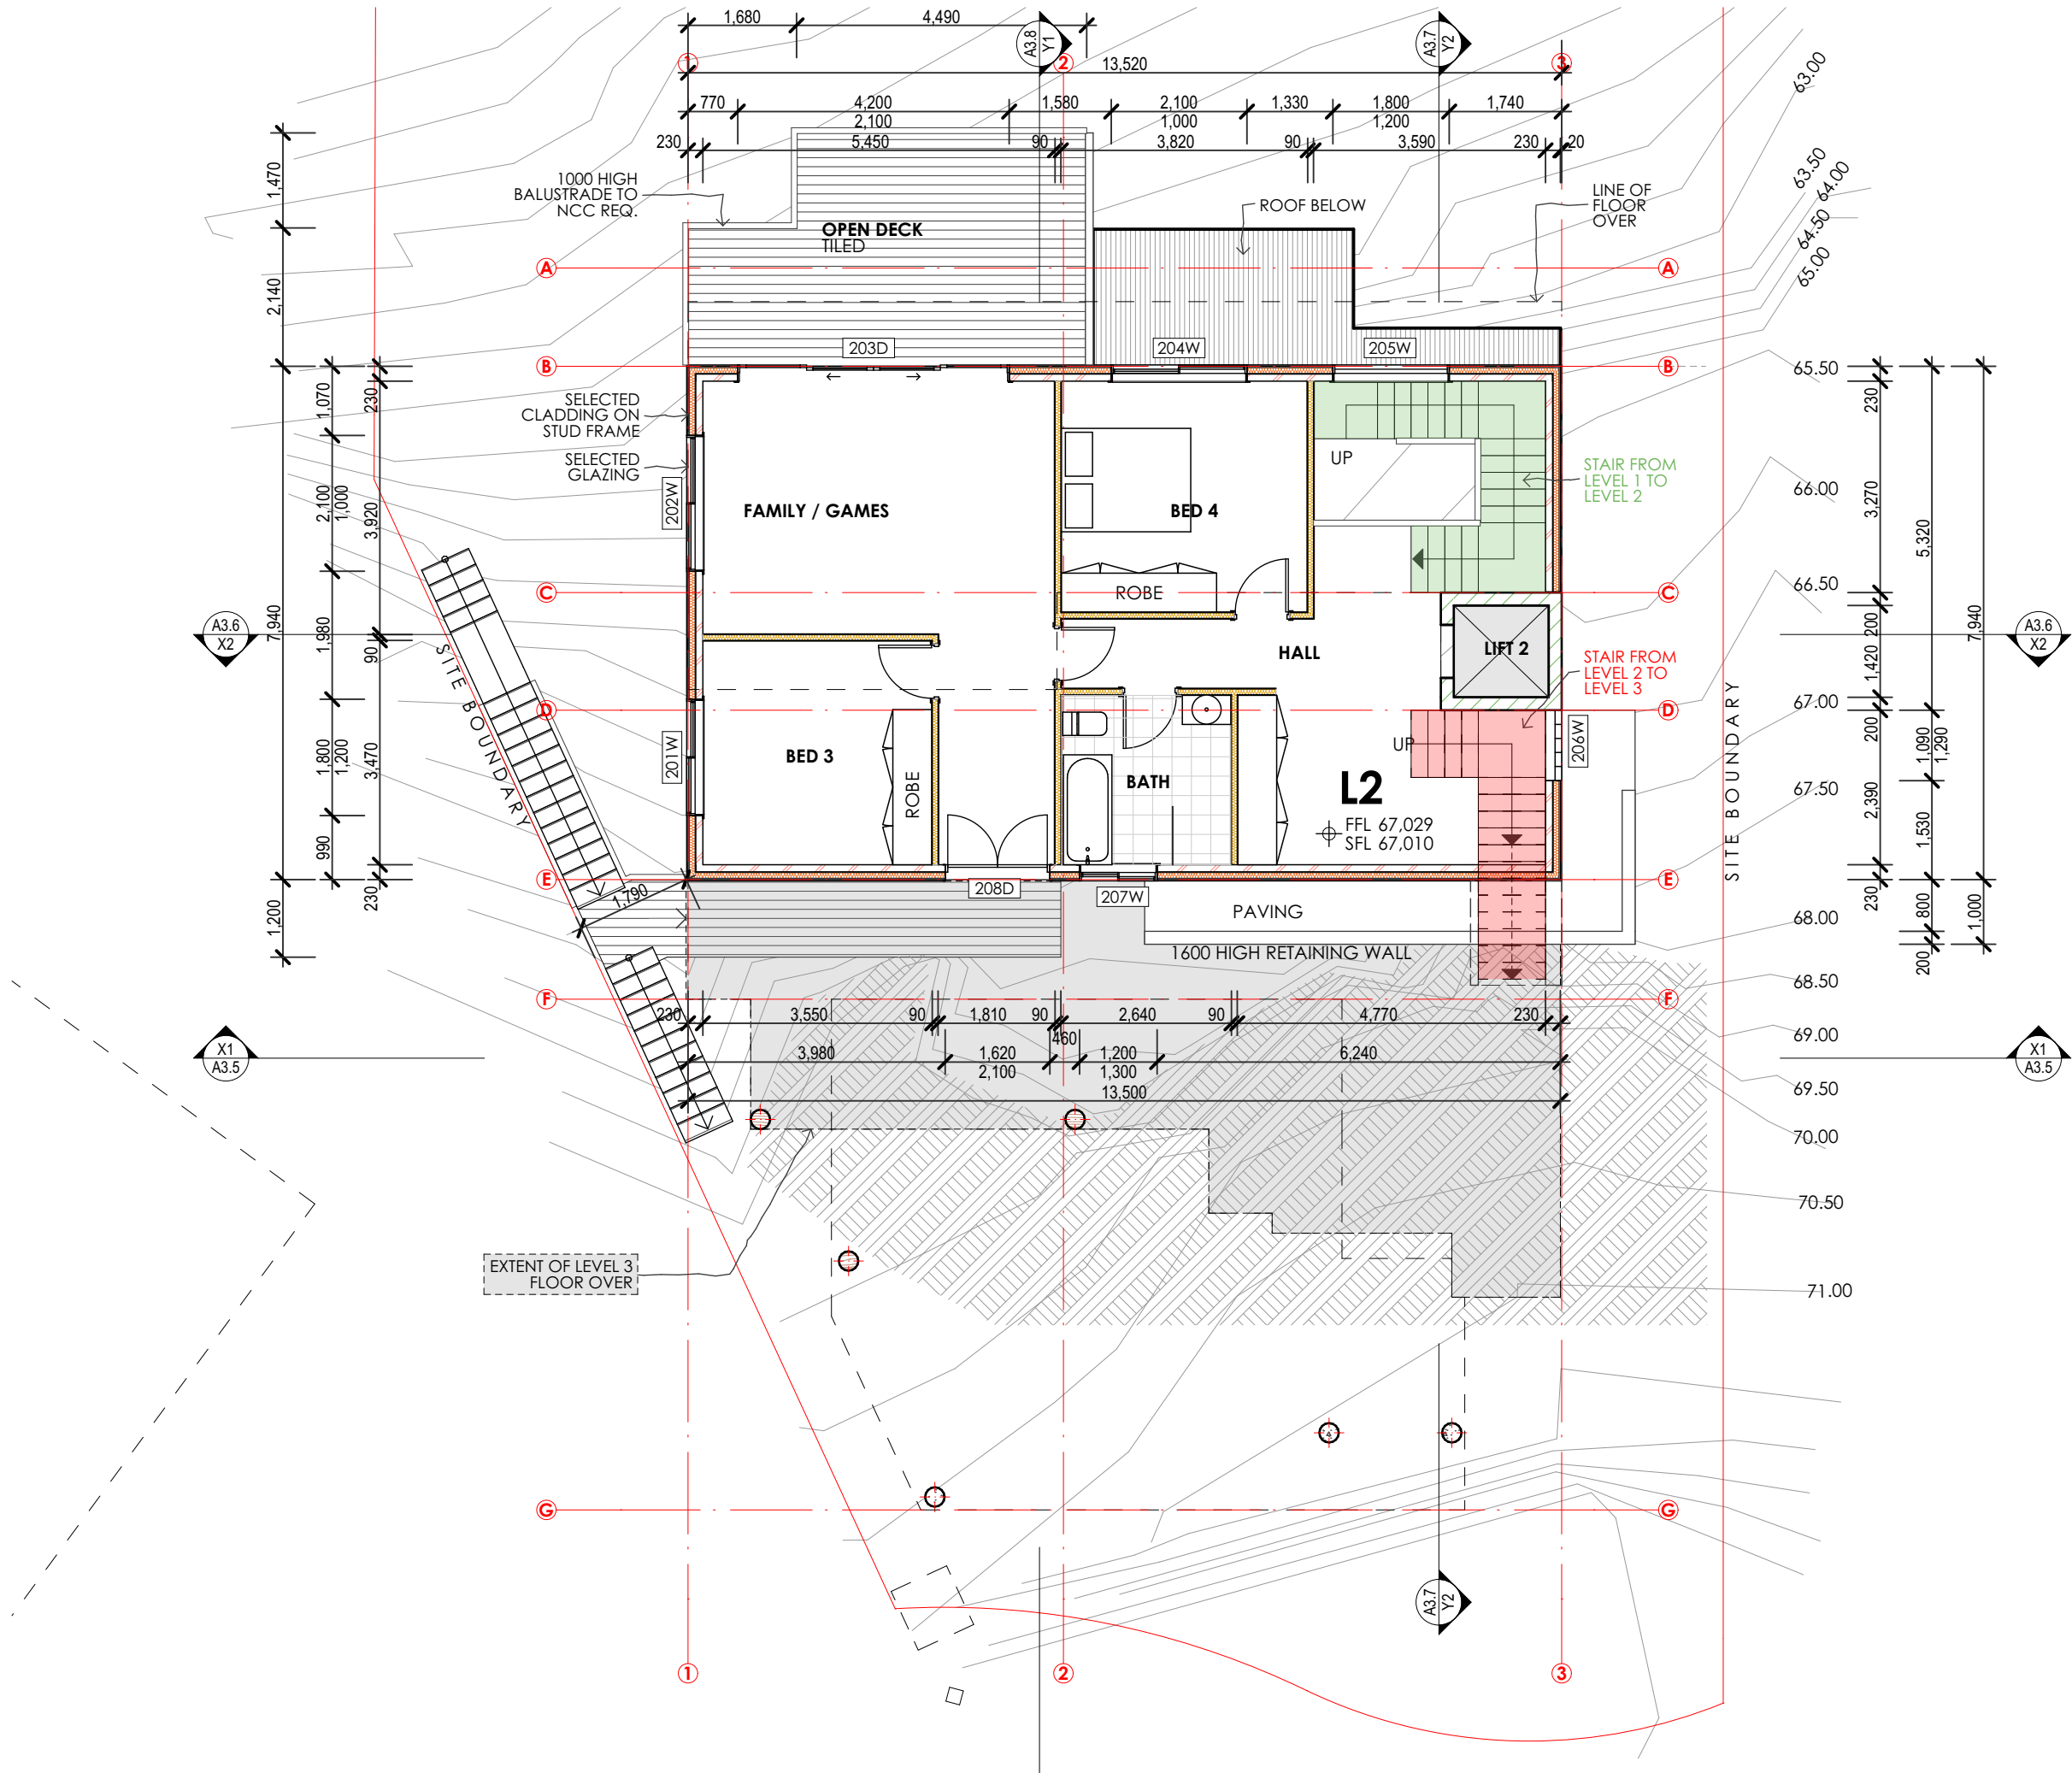 1,680
4,490
A3.8
Y1
A3.7
Y2
1
2
3
13,520
63.00
770
4,200
2,100
1,580
2,100
1,000
1,330
1,800
1,200
1,740
230
5,450
90
3,820
90
3,590
230
20
63.50
64.00
64.50
65.00
1,470
2,140
1000 HIGH
BALUSTRADE TO
NCC REQ.
OPEN DECK
TILED
ROOF BELOW
LINE OF
FLOOR
OVER
A
A
203D
204W
205W
B
B
65.50
1,070
230
230
SELECTED
CLADDING ON
STUD FRAME
SELECTED
GLAZING
202W
FAMILY / GAMES
BED 4
UP
STAIR FROM
LEVEL 1 TO
LEVEL 2
66.00
2,100
1,000
3,920
3,270
5,320
ROBE
C
C
66.50
A3.6
X2
7,940
1,980
90
200
1,420
7,940
A3.6
X2
HALL
LIFT 2
STAIR FROM
LEVEL 2 TO
LEVEL 3
SITE BOUNDARY
SITE BOUNDARY
D
D
67.00
201W
BED 3
ROBE
BATH
UP
206W
L2
FFL 67,029
SFL 67,010
1,800
1,200
3,470
990
230
1,200
200
1,090
1,290
2,390
1,530
67.50
E
E
1,790
208D
207W
PAVING
1600 HIGH RETAINING WALL
230
800
1,000
200
68.00
68.50
F
F
230
3,550
90
1,810
90
2,640
90
4,770
230
69.00
460
3,980
1,620
2,100
1,200
1,300
6,240
13,500
X1
A3.5
X1
A3.5
69.50
70.00
70.50
EXTENT OF LEVEL 3
FLOOR OVER
71.00
G
G
A3.7
Y2
1
2
3